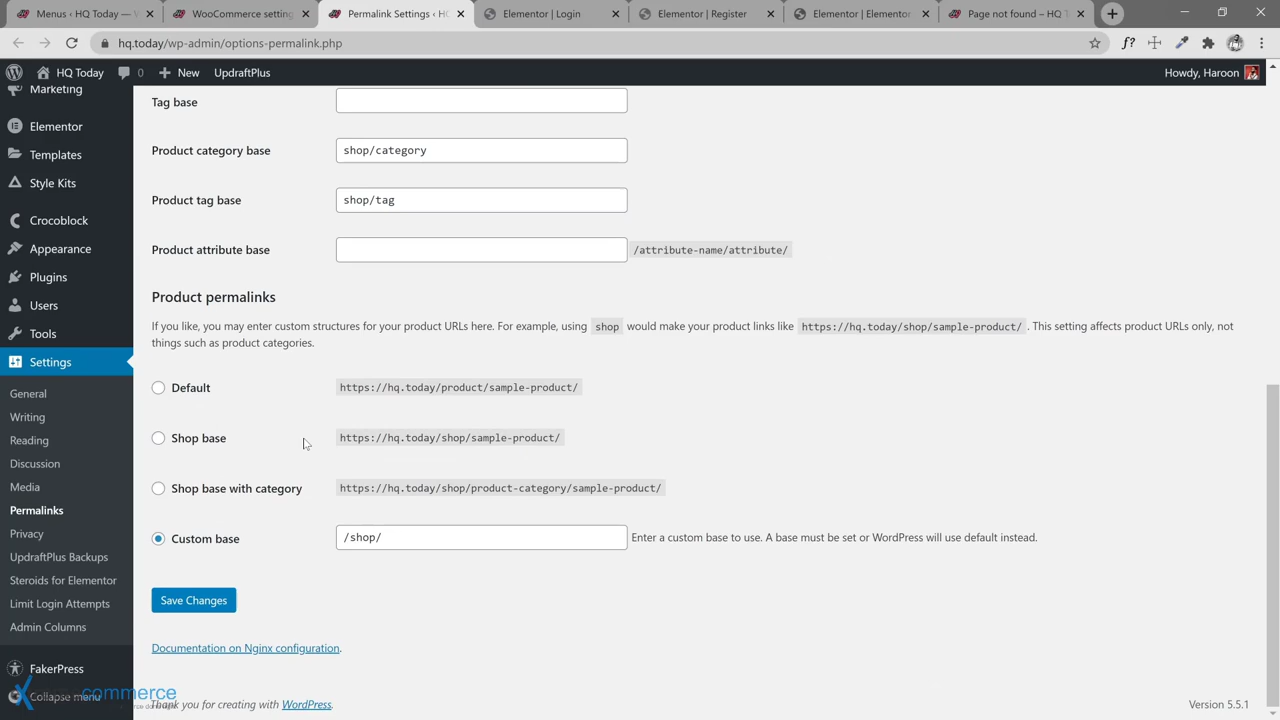 Menus ‹ HQ Today — W
WooCommerce setting
Permalink Settings ‹ HQ
Elementor | Login
Elementor | Register
Elementor | Elementor
Page not found – HQ T
hq.today/wp-admin/options-permalink.php
f?
HQ Today
0
New
UpdraftPlus
Howdy, Haroon
Marketing
Elementor
Templates
Style Kits
Crocoblock
Appearance
Plugins
Users
Tools
Settings
General
Writing
Reading
Discussion
Media
Permalinks
Privacy
UpdraftPlus Backups
Steroids for Elementor
Limit Login Attempts
Admin Columns
FakerPress
Collapse menu
commerce
Tag base
Product category base
shop/category
Product tag base
shop/tag
Product attribute base
/attribute-name/attribute/
Product permalinks
If you like, you may enter custom structures for your product URLs here. For example, using shop would make your product links like https://hq.today/shop/sample-product/ . This setting affects product URLs only, not
things such as product categories.
Default
https://hq.today/product/sample-product/
Shop base
https://hq.today/shop/sample-product/
Shop base with category
https://hq.today/shop/product-category/sample-product/
Custom base
/shop/
Enter a custom base to use. A base must be set or WordPress will use default instead.
Save Changes
Documentation on Nginx configuration.
Thank you for creating with WordPress.
Version 5.5.1